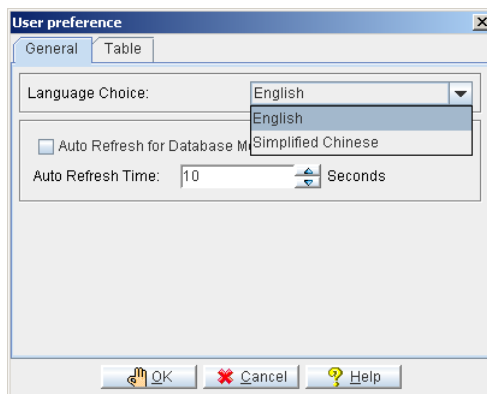 User preference
General Table
Language Choice: English
English
Auto Refresh for Database
Simplified Chinese
Auto Refresh Time: 10 Seconds
OK Cancel Help